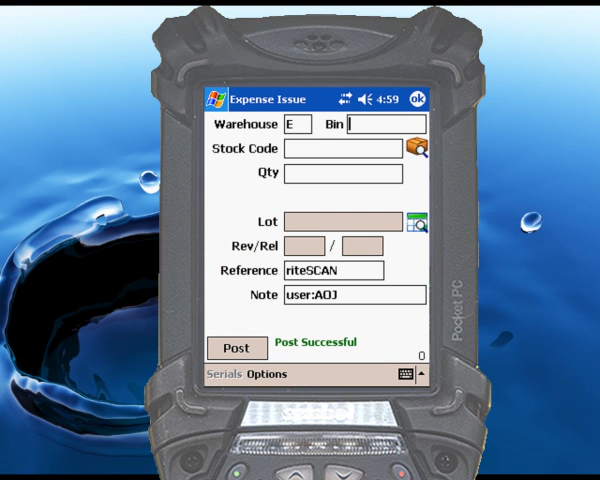 Expense Issue 4:59 ok
Warehouse E Bin
Stock Code
Qty
Lot
Rev/Rel /
Reference riteSCAN
Note user:AOJ
Post Post Successful
0
Serials Options
Pocket PC